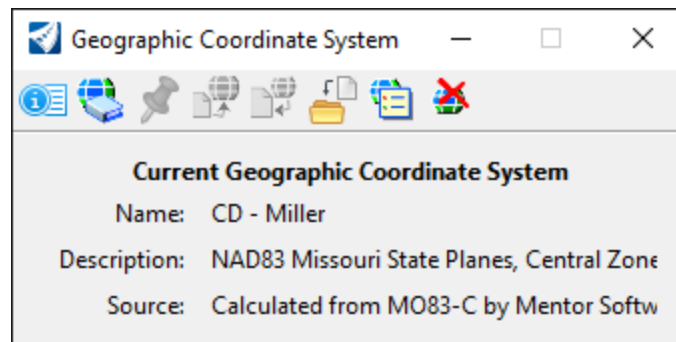 Geographic Coordinate System
Current Geographic Coordinate System
Name: CD - Miller
Description: NAD83 Missouri State Planes, Central Zone
Source: Calculated from MO83-C by Mentor Softw